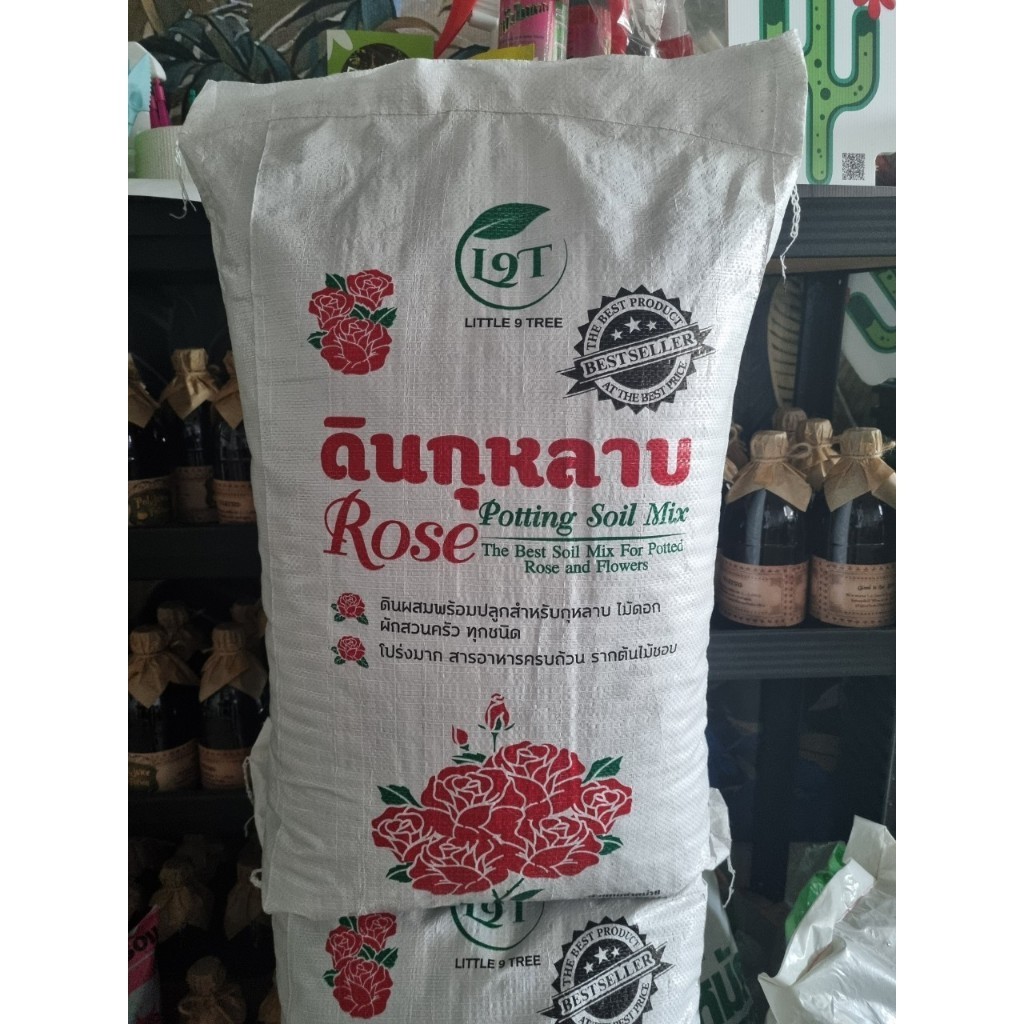 L9T
LITTLE 9 TREE
THE BEST PRODUCT
BESTSELLER
AT THE BEST PRICE
ดินกุหลาบ
Rose
Potting Soil Mix
The Best Soil Mix For Potted
Rose and Flowers
ดินผสมพร้อมปลูกสำหรับกุหลาบ ไม้ดอก
ผักสวนครัว ทุกชนิด
โปร่งมาก สารอาหารครบถ้วน รากต้นไม้ชอบ
L9T
LITTLE 9 TREE
THE BEST PRODUCT
BESTSELLER
AT THE BEST PRICE